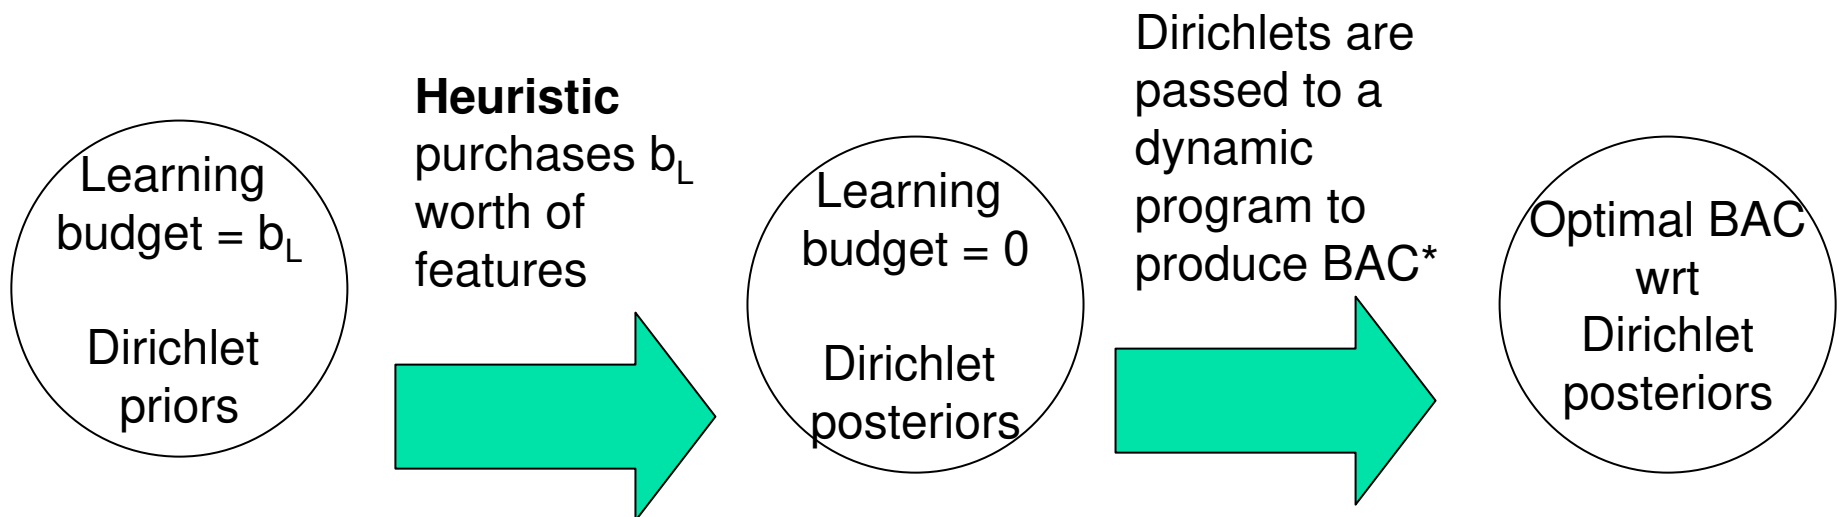 Learning
budget = bL
Dirichlet
priors
Heuristic
purchases bL
worth of
features
Learning
budget = 0
Dirichlet
posteriors
Dirichlets are
passed to a
dynamic
program to
produce BAC*
Optimal BAC
wrt
Dirichlet
posteriors